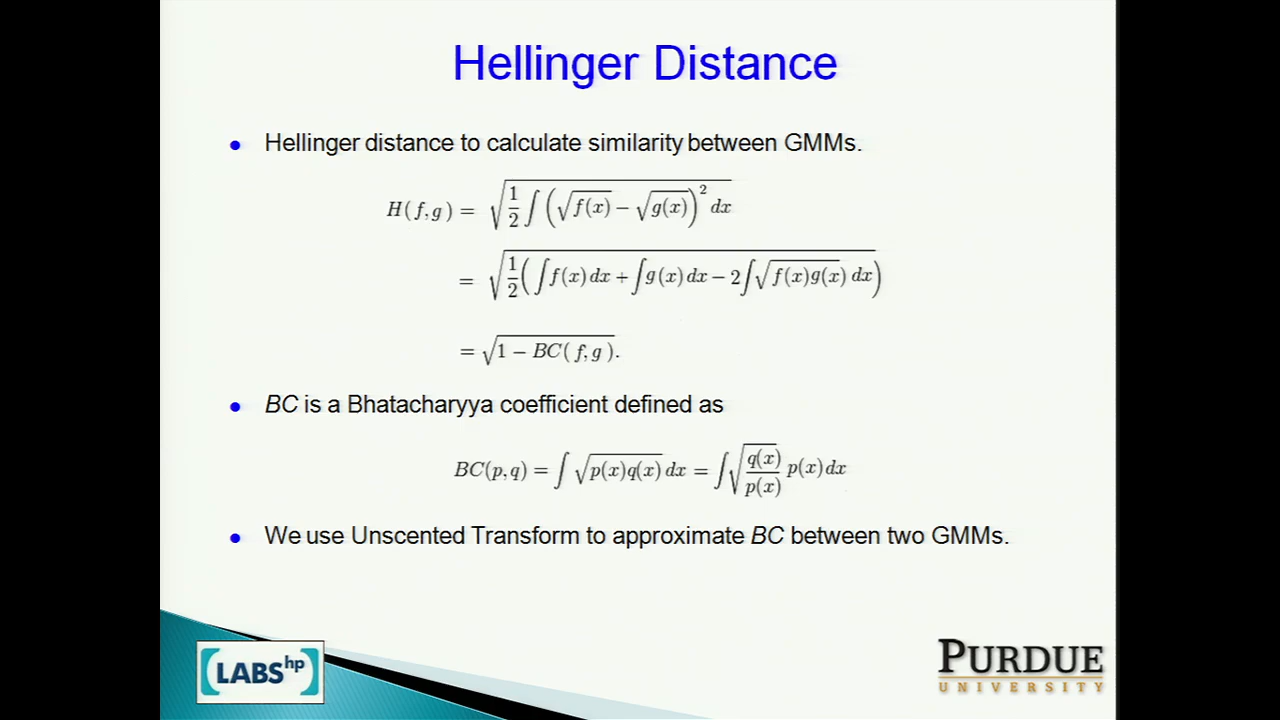 Hellinger Distance
Hellinger distance to calculate similarity between GMMs.
H(f,g) = √(1/2 ∫ (√f(x) − √g(x))² dx)
= √(1/2 (∫f(x) dx + ∫g(x) dx − 2∫√f(x)g(x) dx))
= √1 − BC(f,g).
BC is a Bhatacharyya coefficient defined as
BC(p,q) = ∫ √p(x)q(x) dx = ∫√(q(x)/p(x)) p(x)dx
We use Unscented Transform to approximate BC between two GMMs.
LABS hp
PURDUE
UNIVERSITY